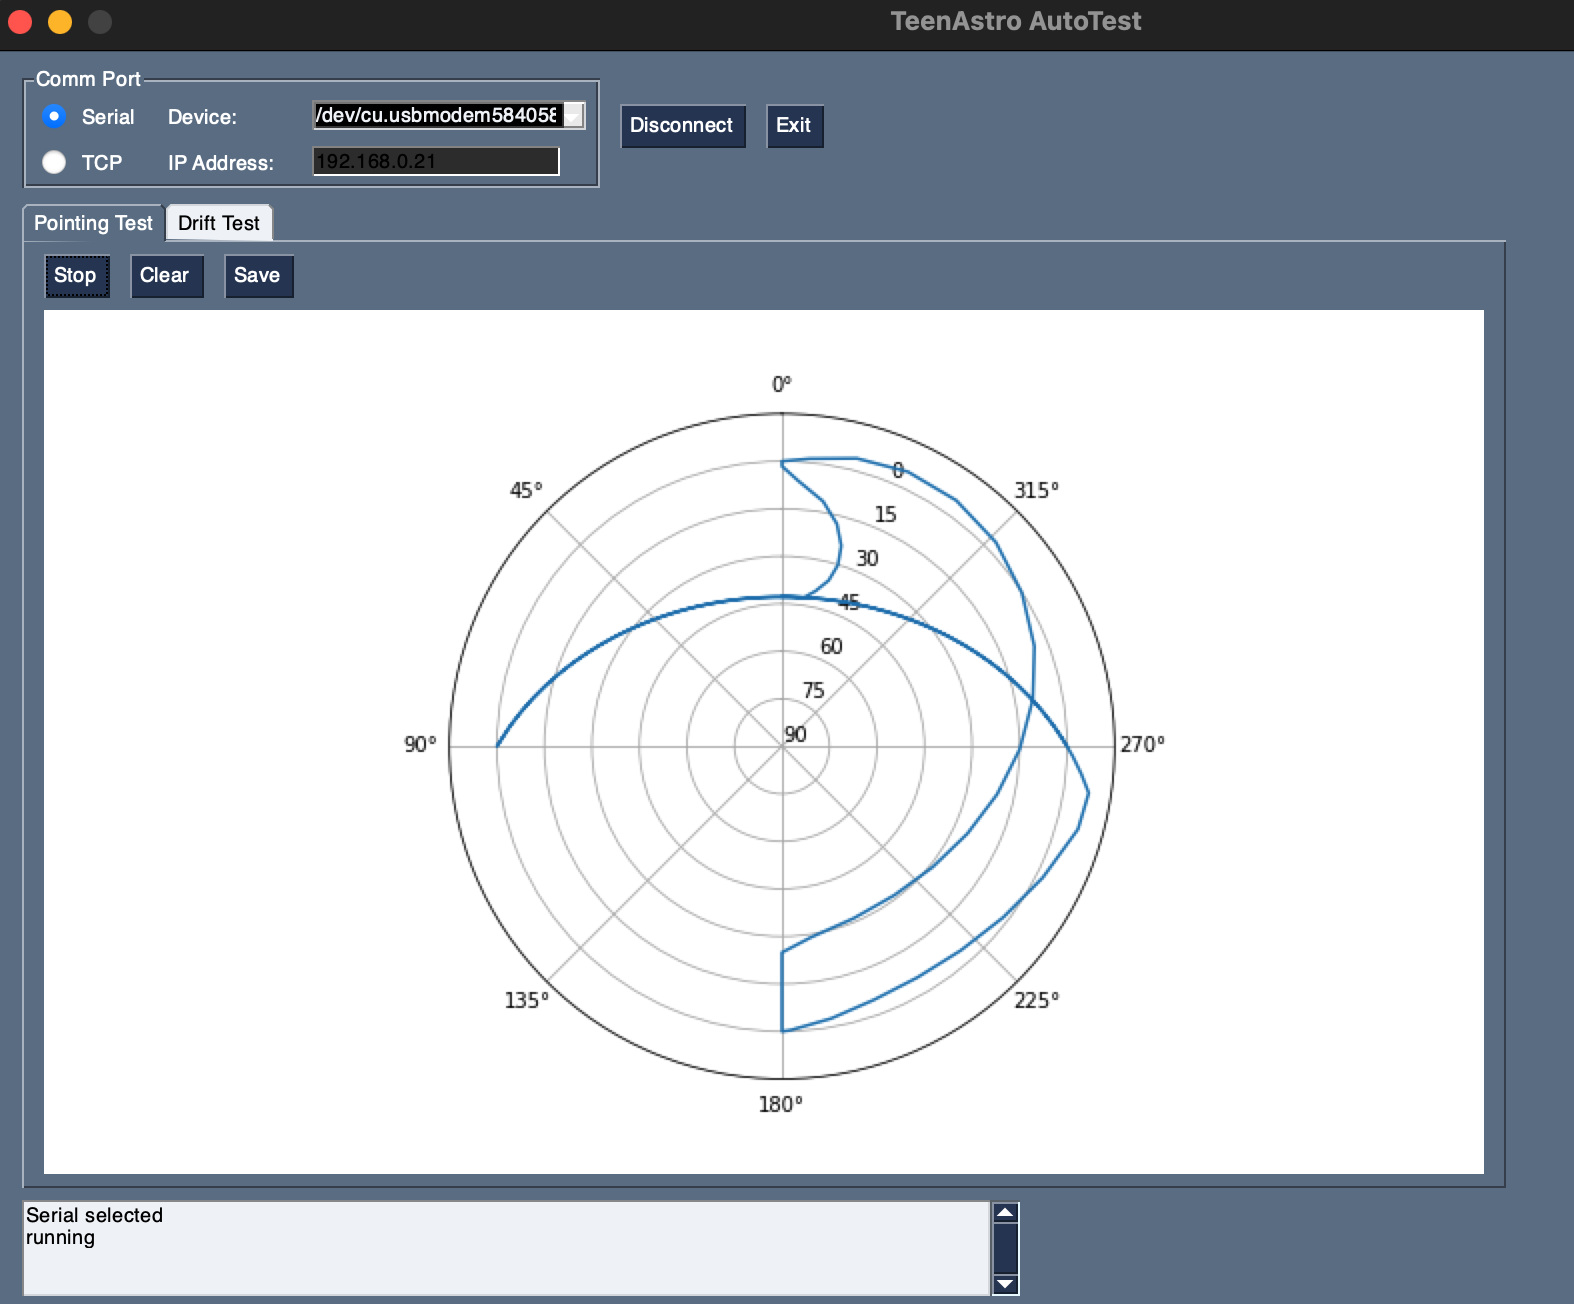 TeenAstro AutoTest
Comm Port
Serial Device: /dev/cu.usbmodem584058
TCP IP Address: 192.168.0.21
Disconnect Exit
Pointing Test Drift Test
Stop Clear Save
0°
45° 315°
0
15
30
45
60
75
90
90° 270°
135° 225°
180°
Serial selected
running